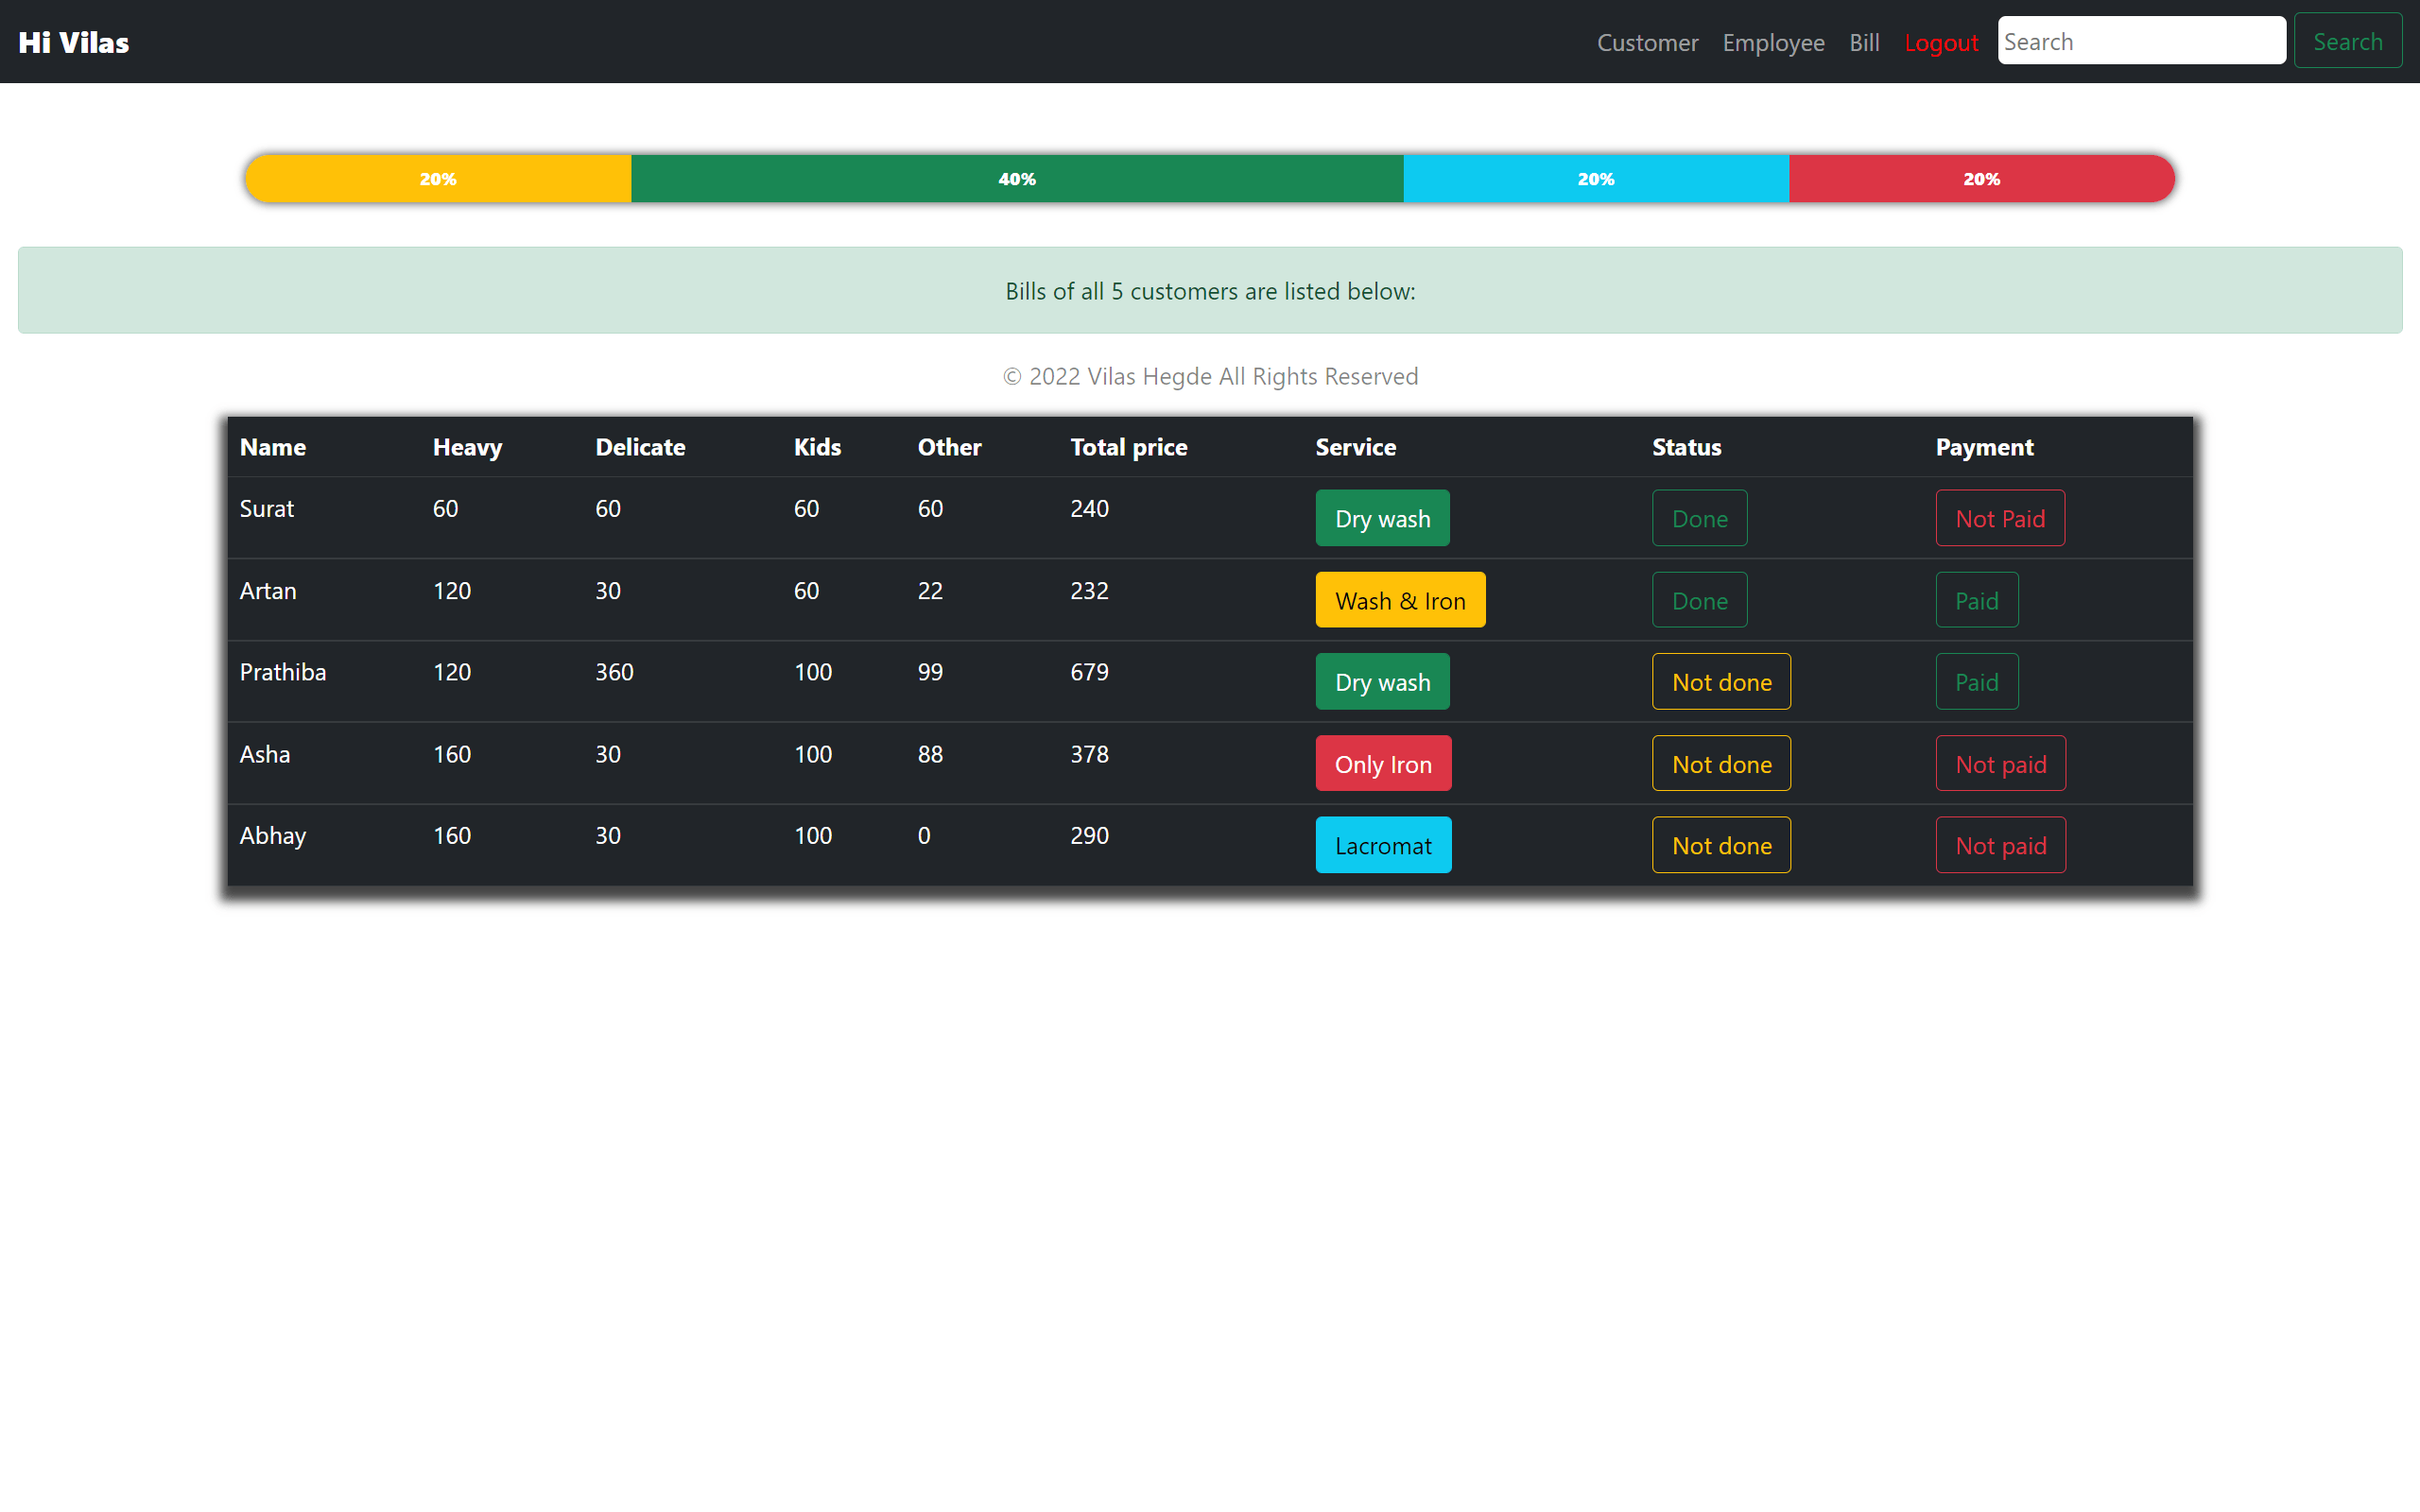 Hi Vilas Customer Employee Bill Logout Search Search
20% 40% 20% 20%
Bills of all 5 customers are listed below:
© 2022 Vilas Hegde All Rights Reserved
Name Heavy Delicate Kids Other Total price Service Status Payment
Surat 60 60 60 60 240 Dry wash Done Not Paid
Artan 120 30 60 22 232 Wash & Iron Done Paid
Prathiba 120 360 100 99 679 Dry wash Not done Paid
Asha 160 30 100 88 378 Only Iron Not done Not paid
Abhay 160 30 100 0 290 Lacromat Not done Not paid